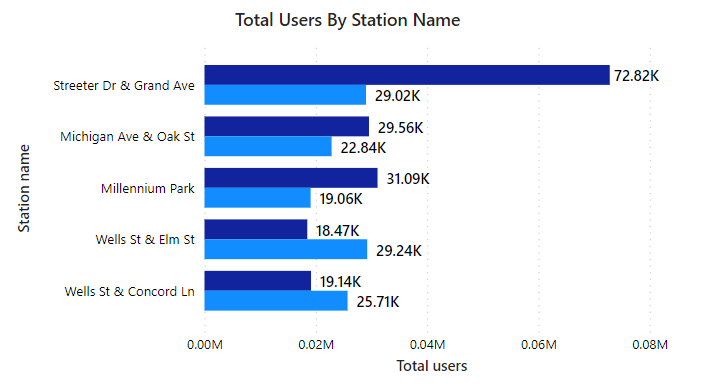 Total Users By Station Name
Station name
Streeter Dr & Grand Ave
72.82K
29.02K
Michigan Ave & Oak St
29.56K
22.84K
Millennium Park
31.09K
19.06K
Wells St & Elm St
18.47K
29.24K
Wells St & Concord Ln
19.14K
25.71K
0.00M 0.02M 0.04M 0.06M 0.08M
Total users